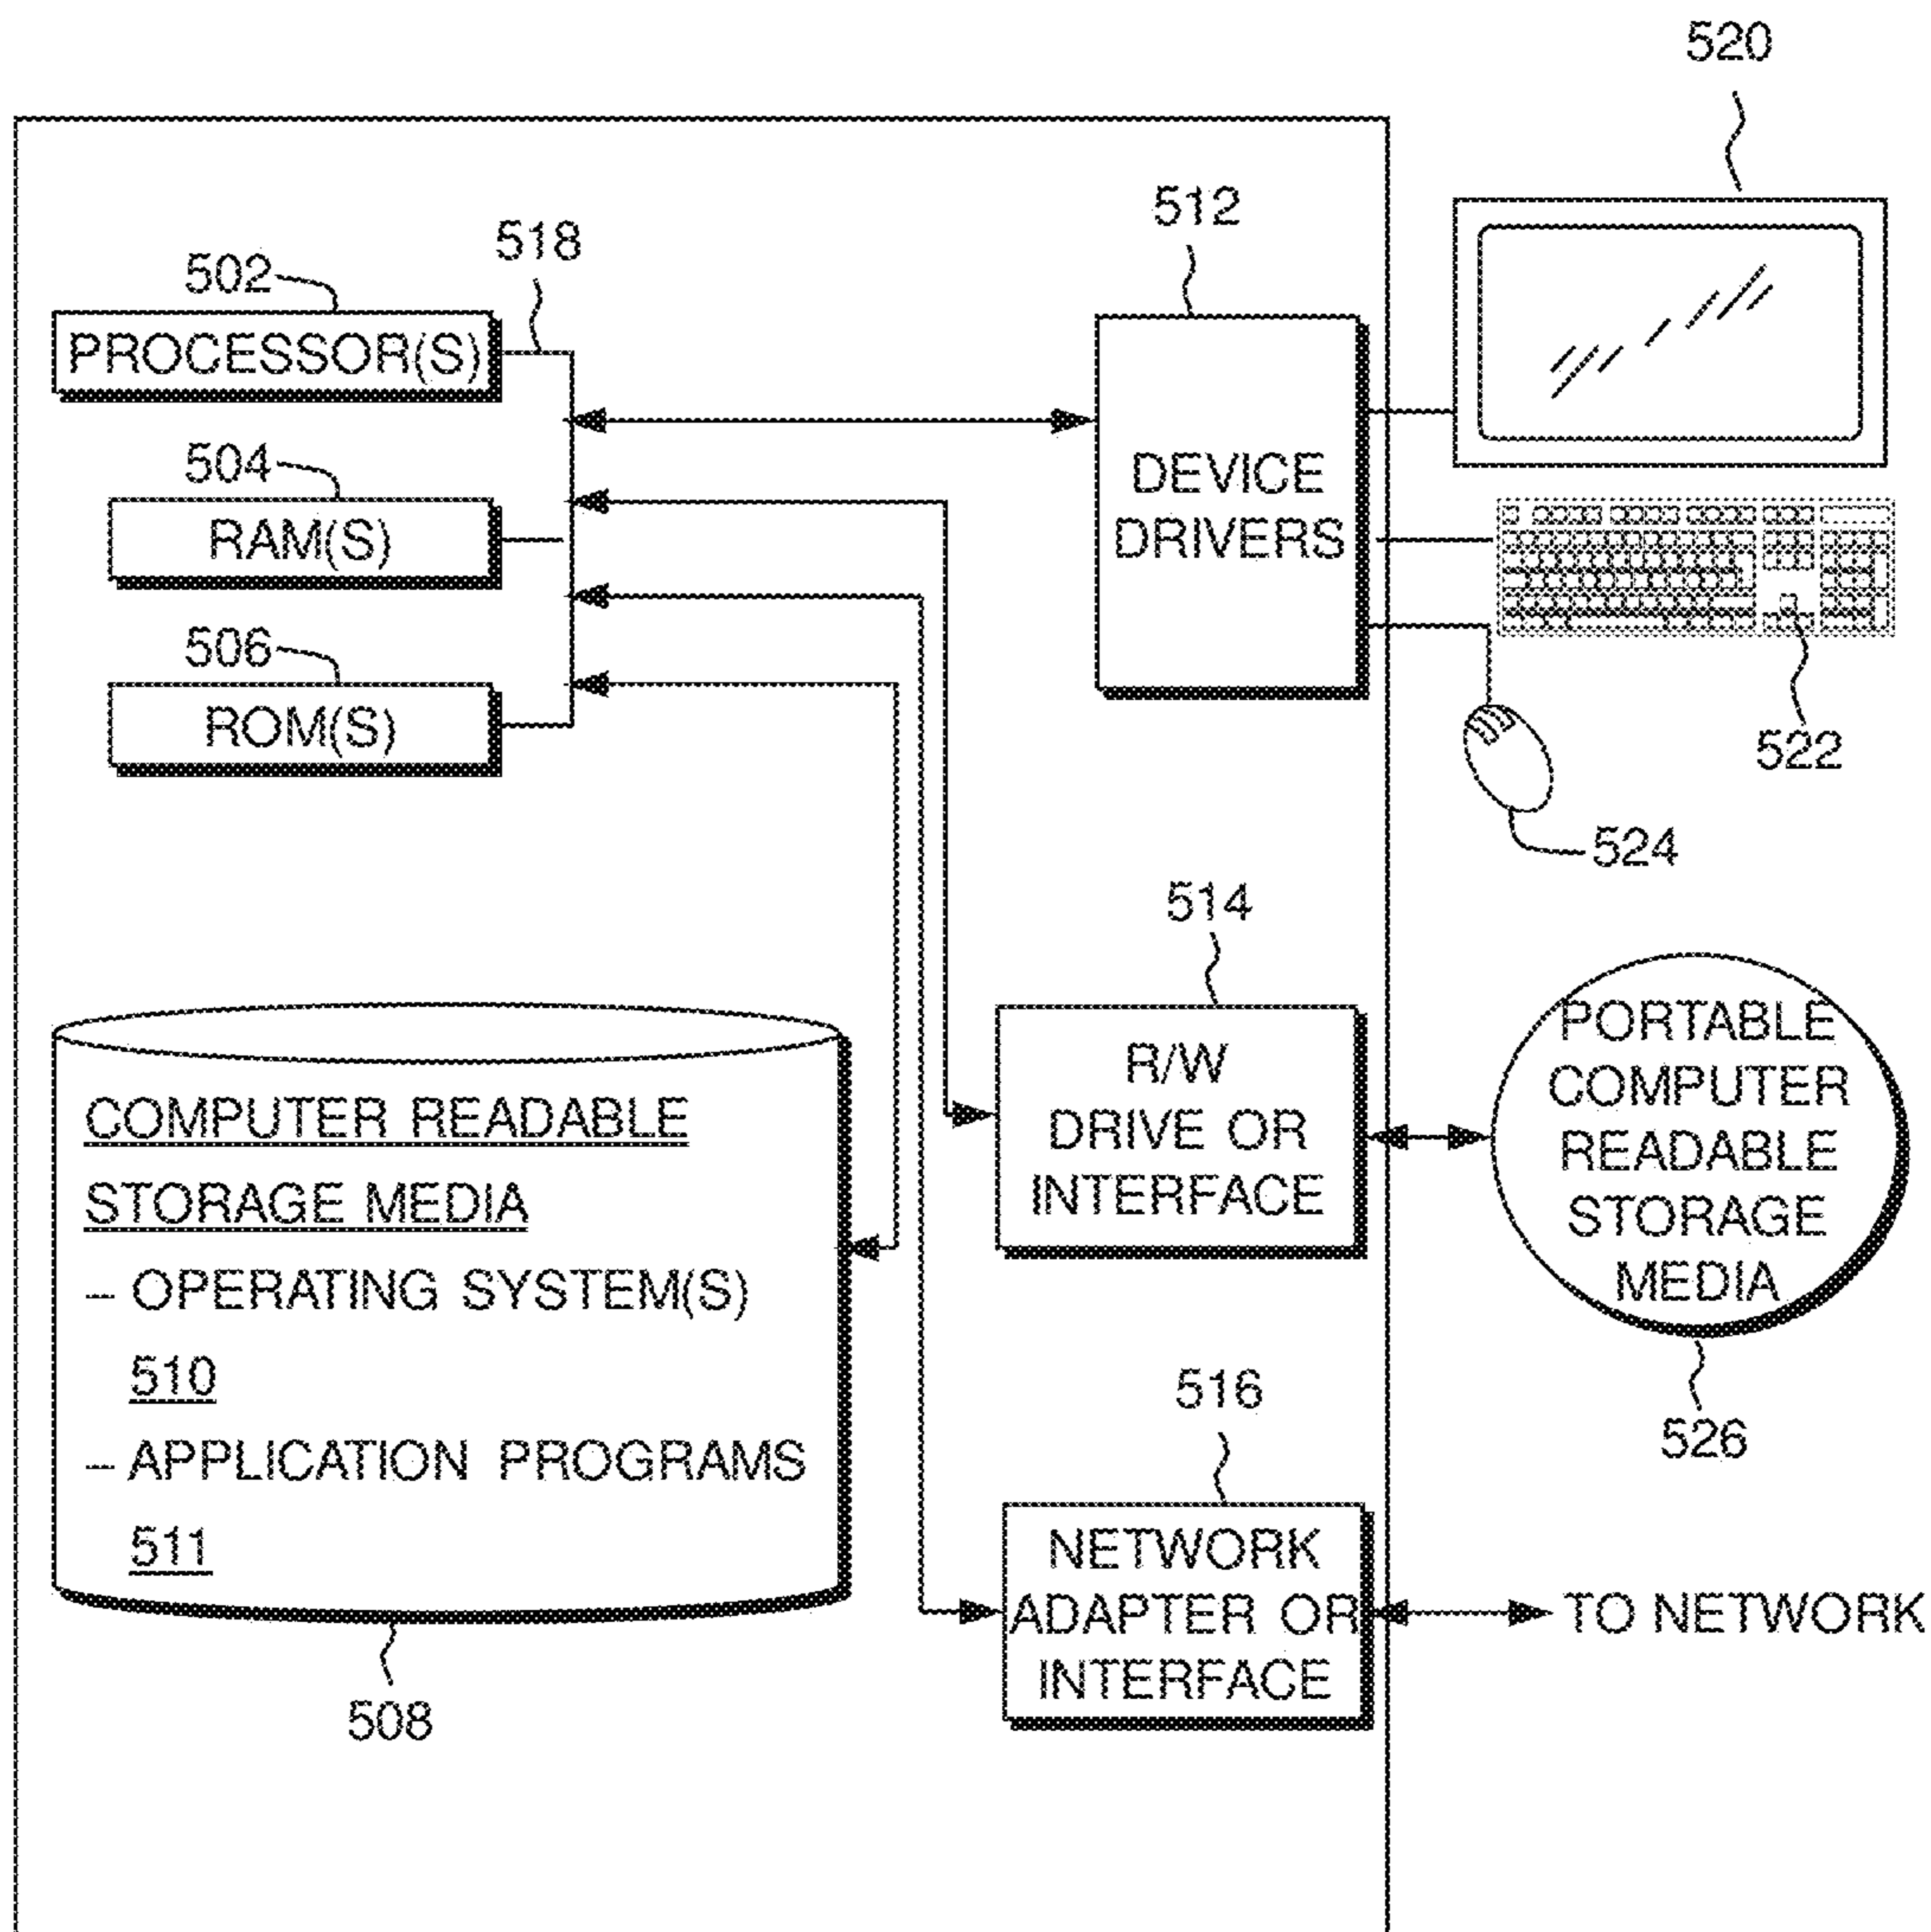 520
512
518
502
PROCESSOR(S)
504
RAM(S)
506
ROM(S)
DEVICE
DRIVERS
522
524
514
R/W
DRIVE OR
INTERFACE
PORTABLE
COMPUTER
READABLE
STORAGE
MEDIA
526
COMPUTER READABLE
STORAGE MEDIA
– OPERATING SYSTEM(S)
510
– APPLICATION PROGRAMS
511
508
516
NETWORK
ADAPTER OR
INTERFACE
TO NETWORK